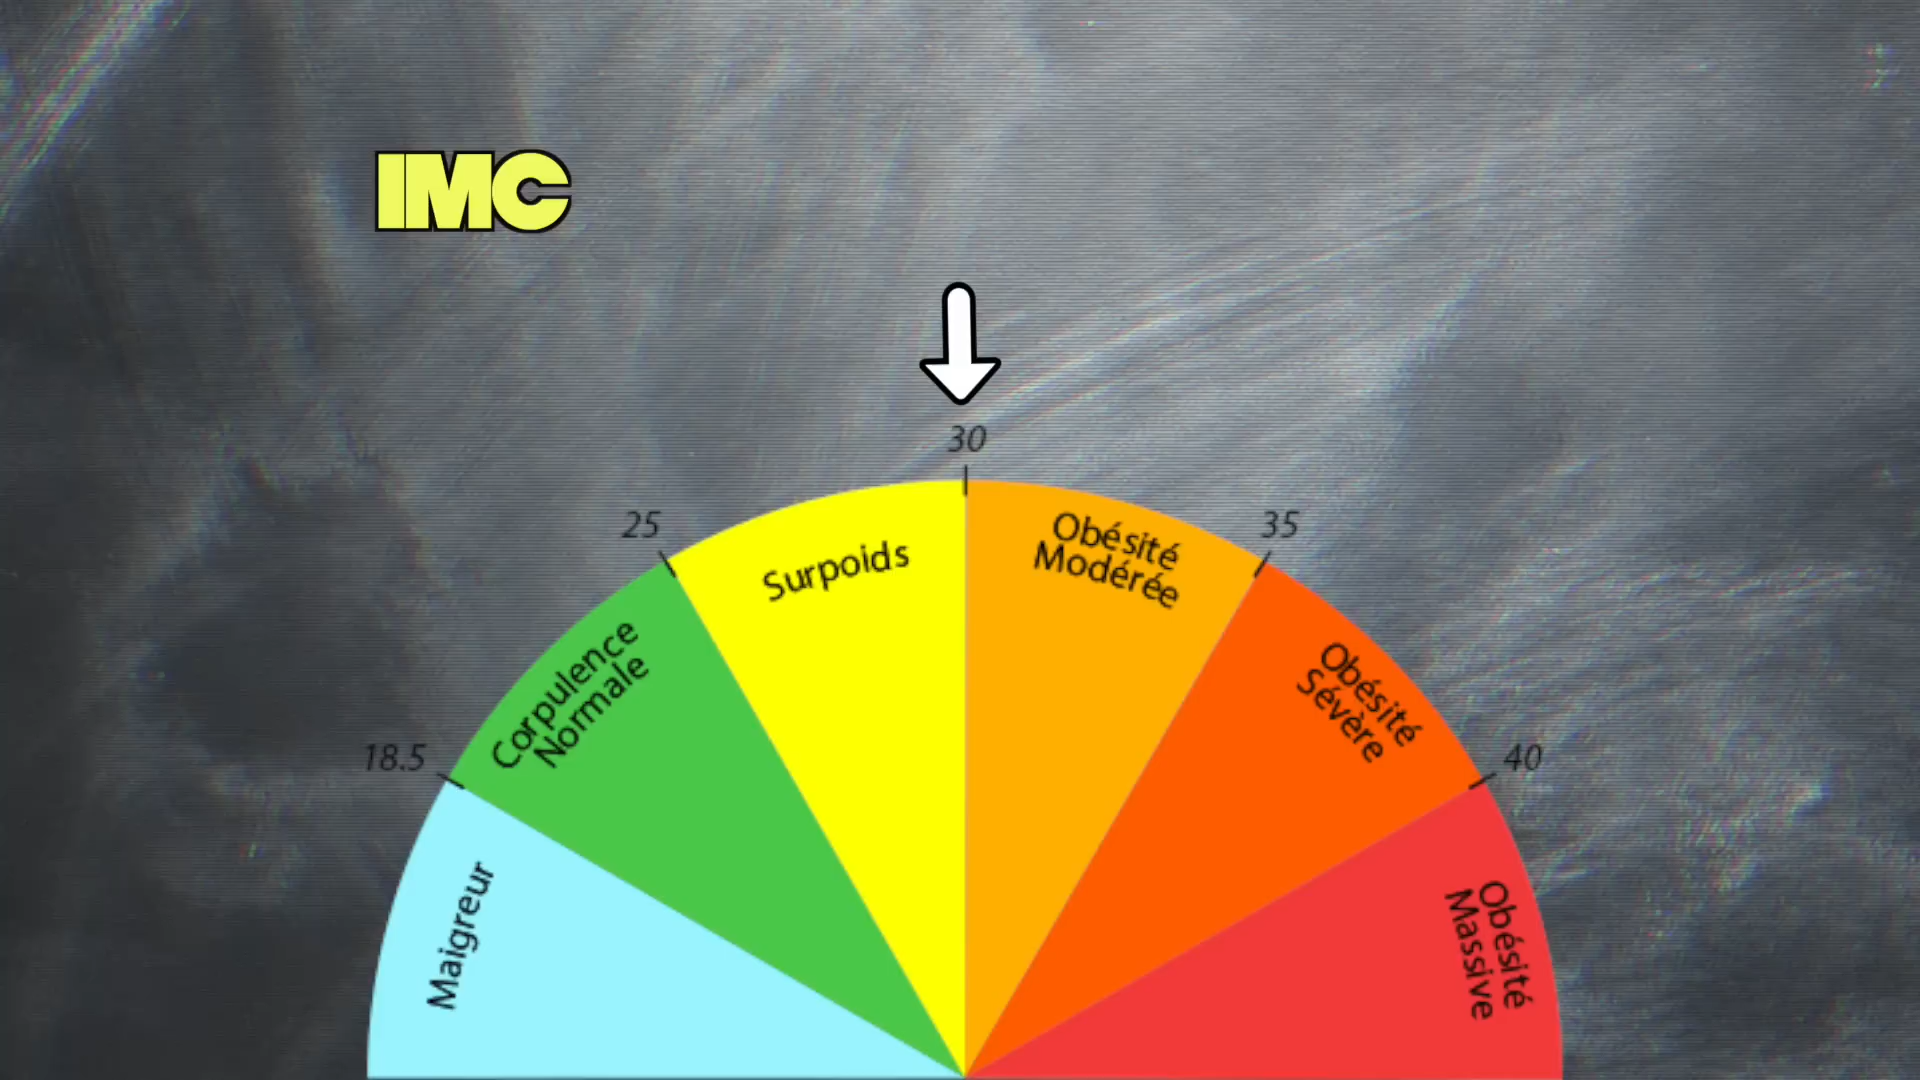 IMC
30
25
35
Surpoids
Obésité
Modérée
Corpulence
Normale
Obésité
Sévère
18.5
40
Maigreur
Obésité
Massive